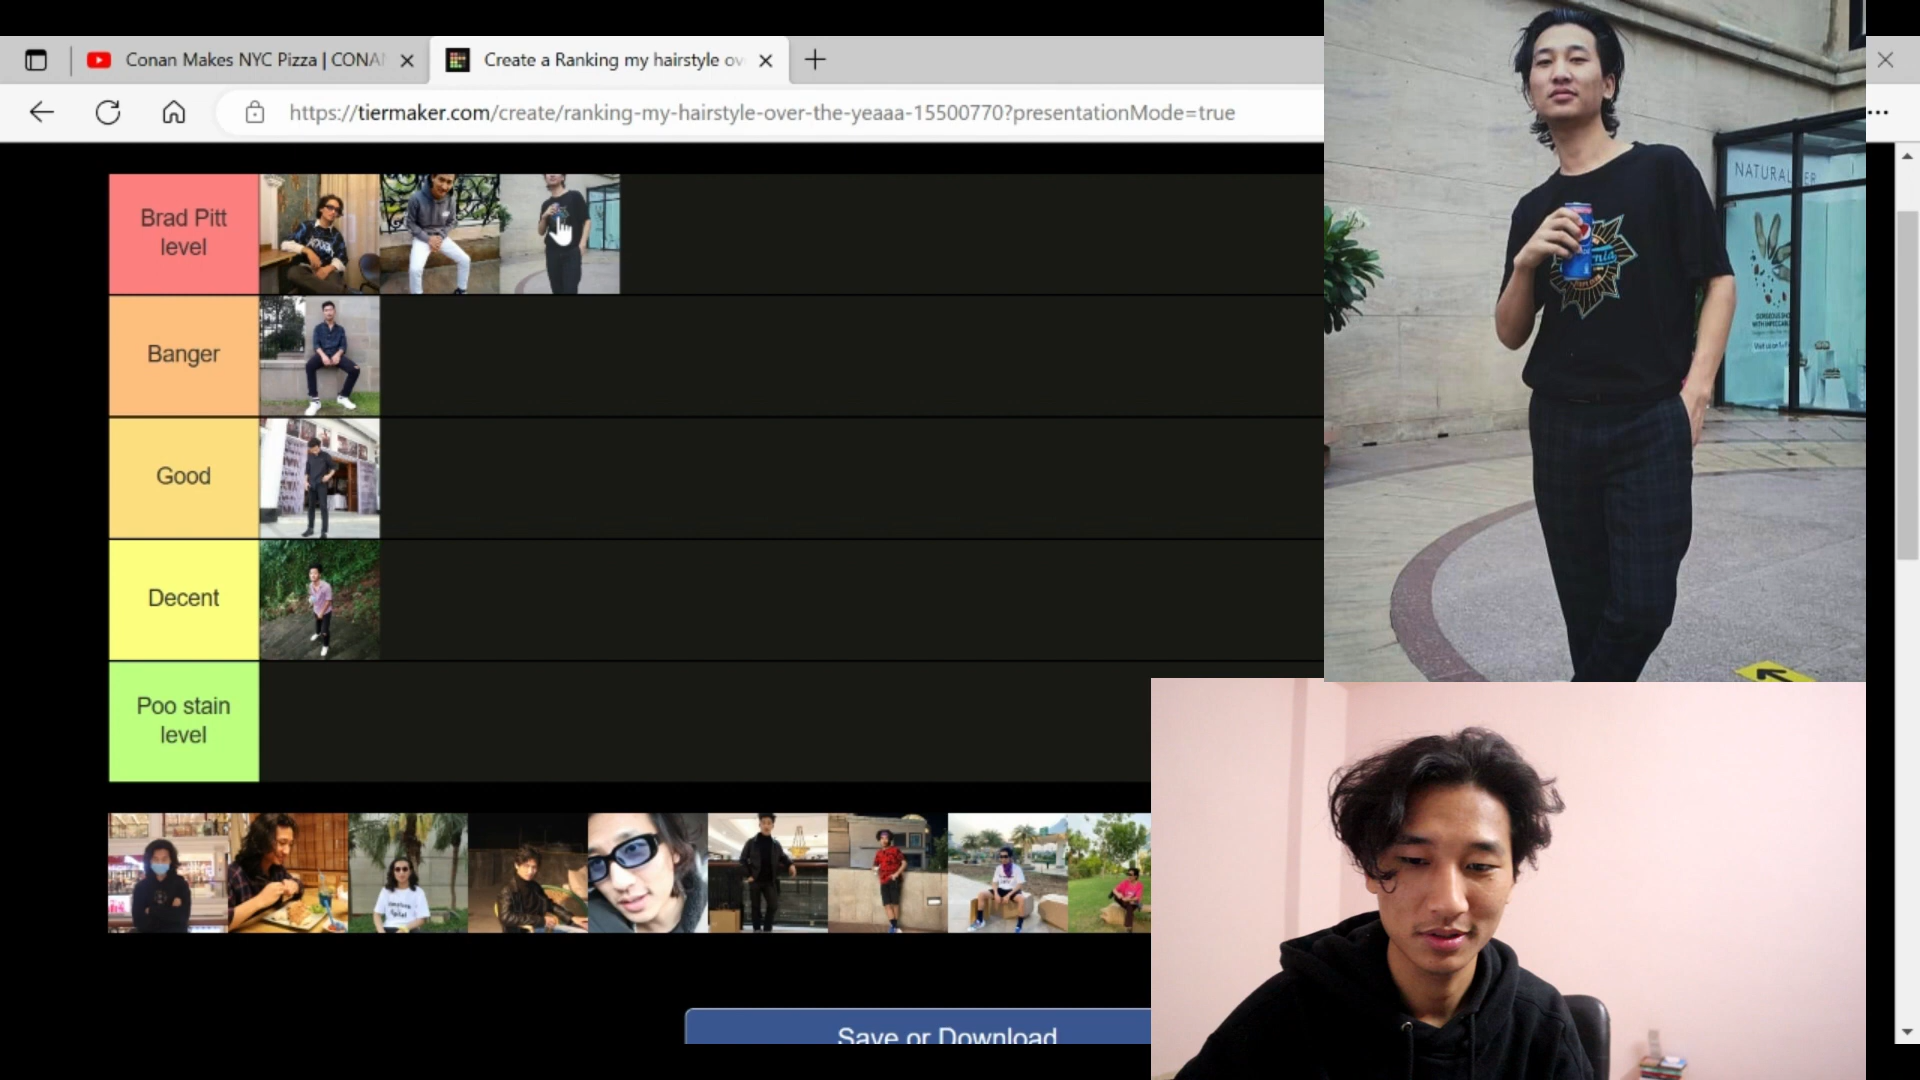 Conan Makes NYC Pizza | CONA
Create a Ranking my hairstyle ov
https://tiermaker.com/create/ranking-my-hairstyle-over-the-yeaaa-15500770?presentationMode=true
Brad Pitt
level
Banger
Good
Decent
Poo stain
level
Save or Download
NATURAL